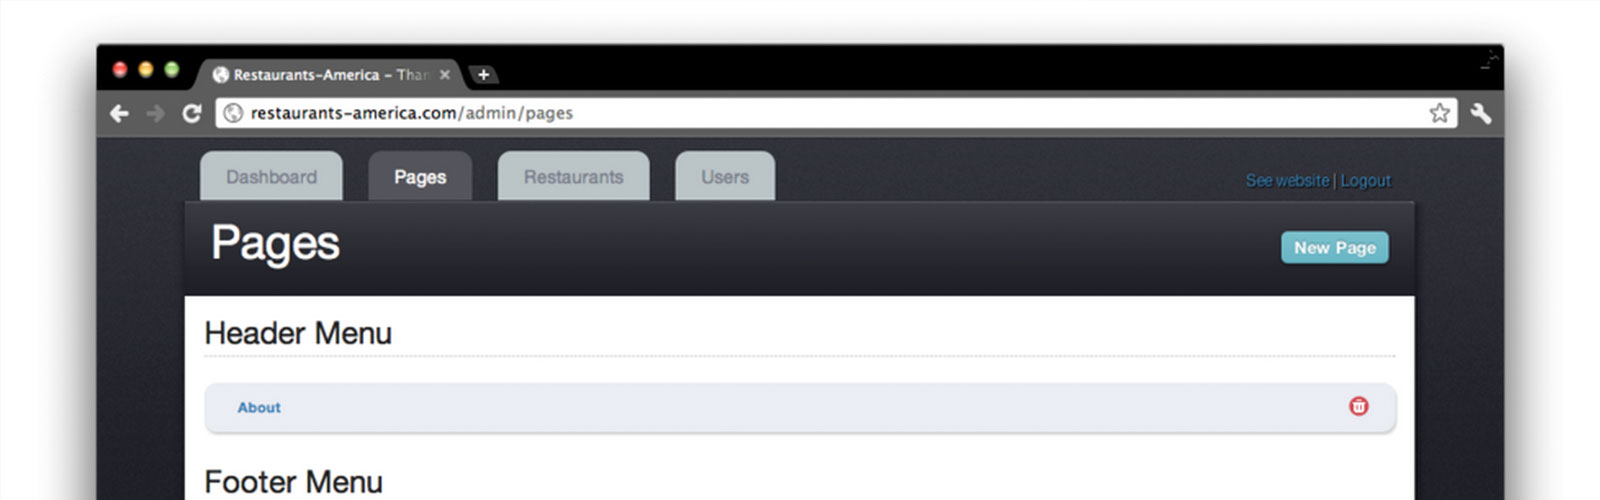 Restaurants-America – Than
restaurants-america.com/admin/pages
Dashboard Pages Restaurants Users
See website | Logout
Pages
New Page
Header Menu
About
Footer Menu